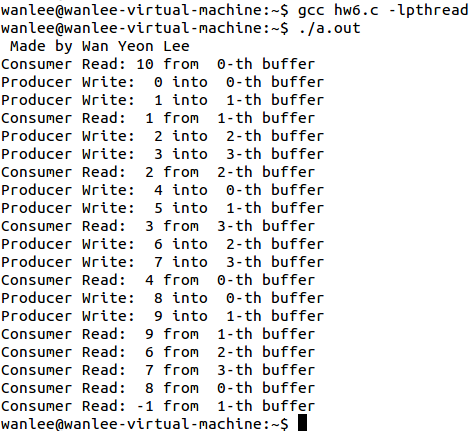 wanlee@wanlee-virtual-machine:~$ gcc hw6.c -lpthread
wanlee@wanlee-virtual-machine:~$ ./a.out
 Made by Wan Yeon Lee
Consumer Read: 10 from  0-th buffer
Producer Write:  0 into  0-th buffer
Producer Write:  1 into  1-th buffer
Consumer Read:  1 from  1-th buffer
Producer Write:  2 into  2-th buffer
Producer Write:  3 into  3-th buffer
Consumer Read:  2 from  2-th buffer
Producer Write:  4 into  0-th buffer
Producer Write:  5 into  1-th buffer
Consumer Read:  3 from  3-th buffer
Producer Write:  6 into  2-th buffer
Producer Write:  7 into  3-th buffer
Consumer Read:  4 from  0-th buffer
Producer Write:  8 into  0-th buffer
Producer Write:  9 into  1-th buffer
Consumer Read:  9 from  1-th buffer
Consumer Read:  6 from  2-th buffer
Consumer Read:  7 from  3-th buffer
Consumer Read:  8 from  0-th buffer
Consumer Read: -1 from  1-th buffer
wanlee@wanlee-virtual-machine:~$